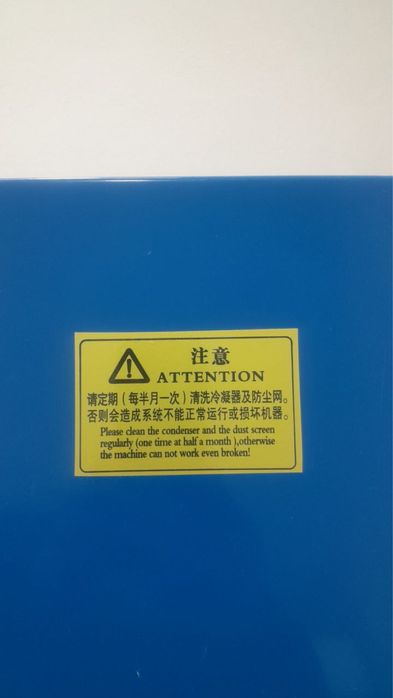 注意
ATTENTION
请定期（每半月一次）清洗冷凝器及防尘网。
否则会造成系统不能正常运行或损坏机器。
Please clean the condenser and the dust screen
regularly (one time at half a month ),otherwise
the machine can not work even broken!